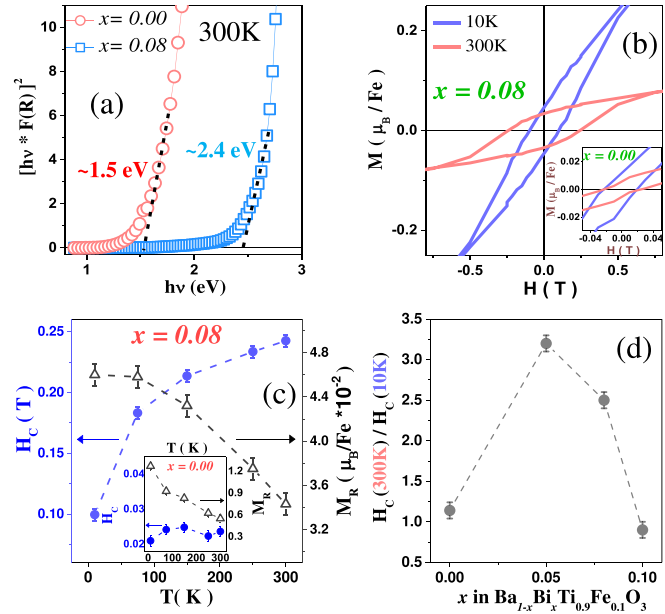 x= 0.00
x= 0.08
300K
(a)
~1.5 eV
~2.4 eV
[hν * F(R)]²
10
8
6
4
2
0
1
2
3
hν (eV)
10K
300K
(b)
x = 0.08
M ( μB / Fe )
0.2
0.0
-0.2
-0.5
0.0
0.5
H ( T )
x = 0.00
M ( μB / Fe )
0.02
0.00
-0.02
-0.04
0.00
0.04
H ( T )
x = 0.08
(c)
HC ( T )
0.25
0.20
0.15
0.10
0
100
200
300
T( K )
MR ( μB/Fe *10-2)
4.8
4.4
4.0
3.6
3.2
T( K )
x = 0.00
HC
0.04
0.03
0.02
MR
1.2
0.9
0.6
0.3
0
100
200
300
(d)
HC(300K) / HC(10K)
3.5
3.0
2.5
2.0
1.5
1.0
0.5
0.00
0.05
0.10
x in Ba1-xBixTi0.9Fe0.1O3